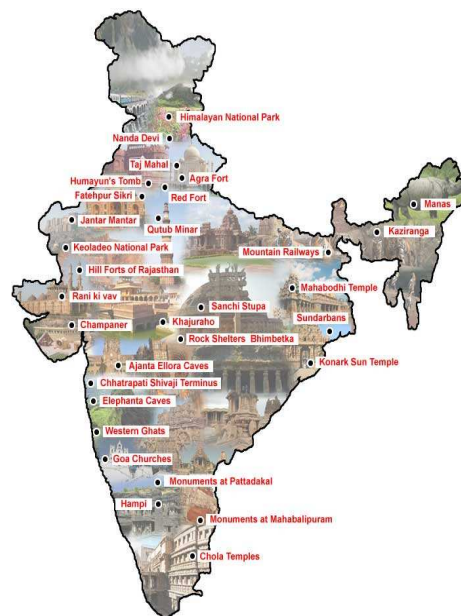 Himalayan National Park
Nanda Devi
Taj Mahal
Agra Fort
Humayun's Tomb
Red Fort
Fatehpur Sikri
Manas
Jantar Mantar
Qutub Minar
Kaziranga
Keoladeo National Park
Mountain Railways
Hill Forts of Rajasthan
Mahabodhi Temple
Rani ki vav
Sanchi Stupa
Champaner
Khajuraho
Sundarbans
Rock Shelters Bhimbetka
Ajanta Ellora Caves
Konark Sun Temple
Chhatrapati Shivaji Terminus
Elephanta Caves
Western Ghats
Goa Churches
Monuments at Pattadakal
Hampi
Monuments at Mahabalipuram
Chola Temples